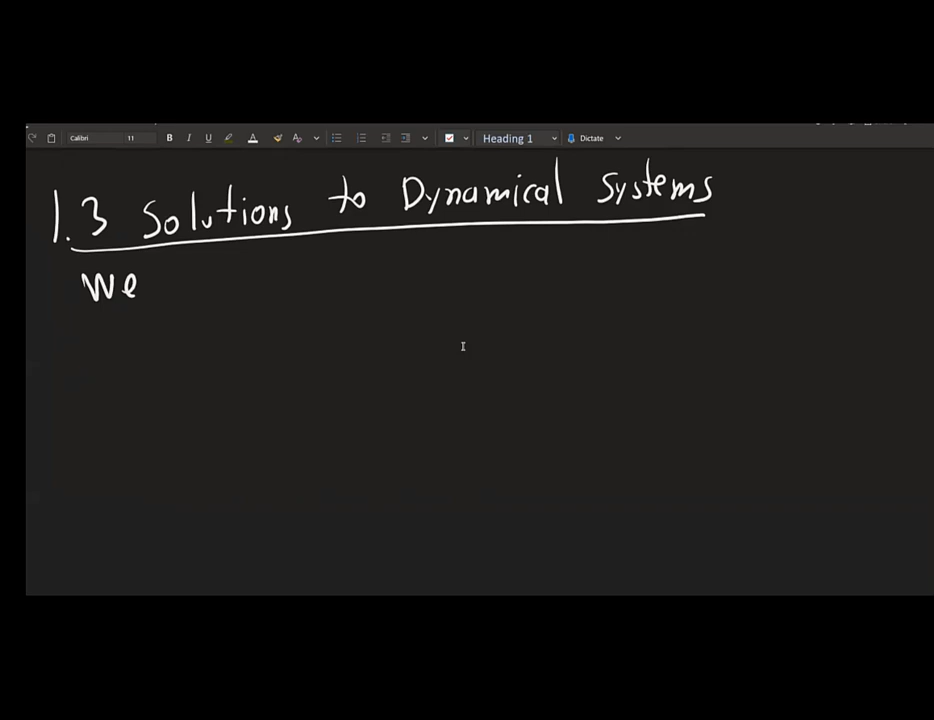 Calibri 11 B I U A Heading 1 Dictate
1.3 Solutions to Dynamical Systems
We